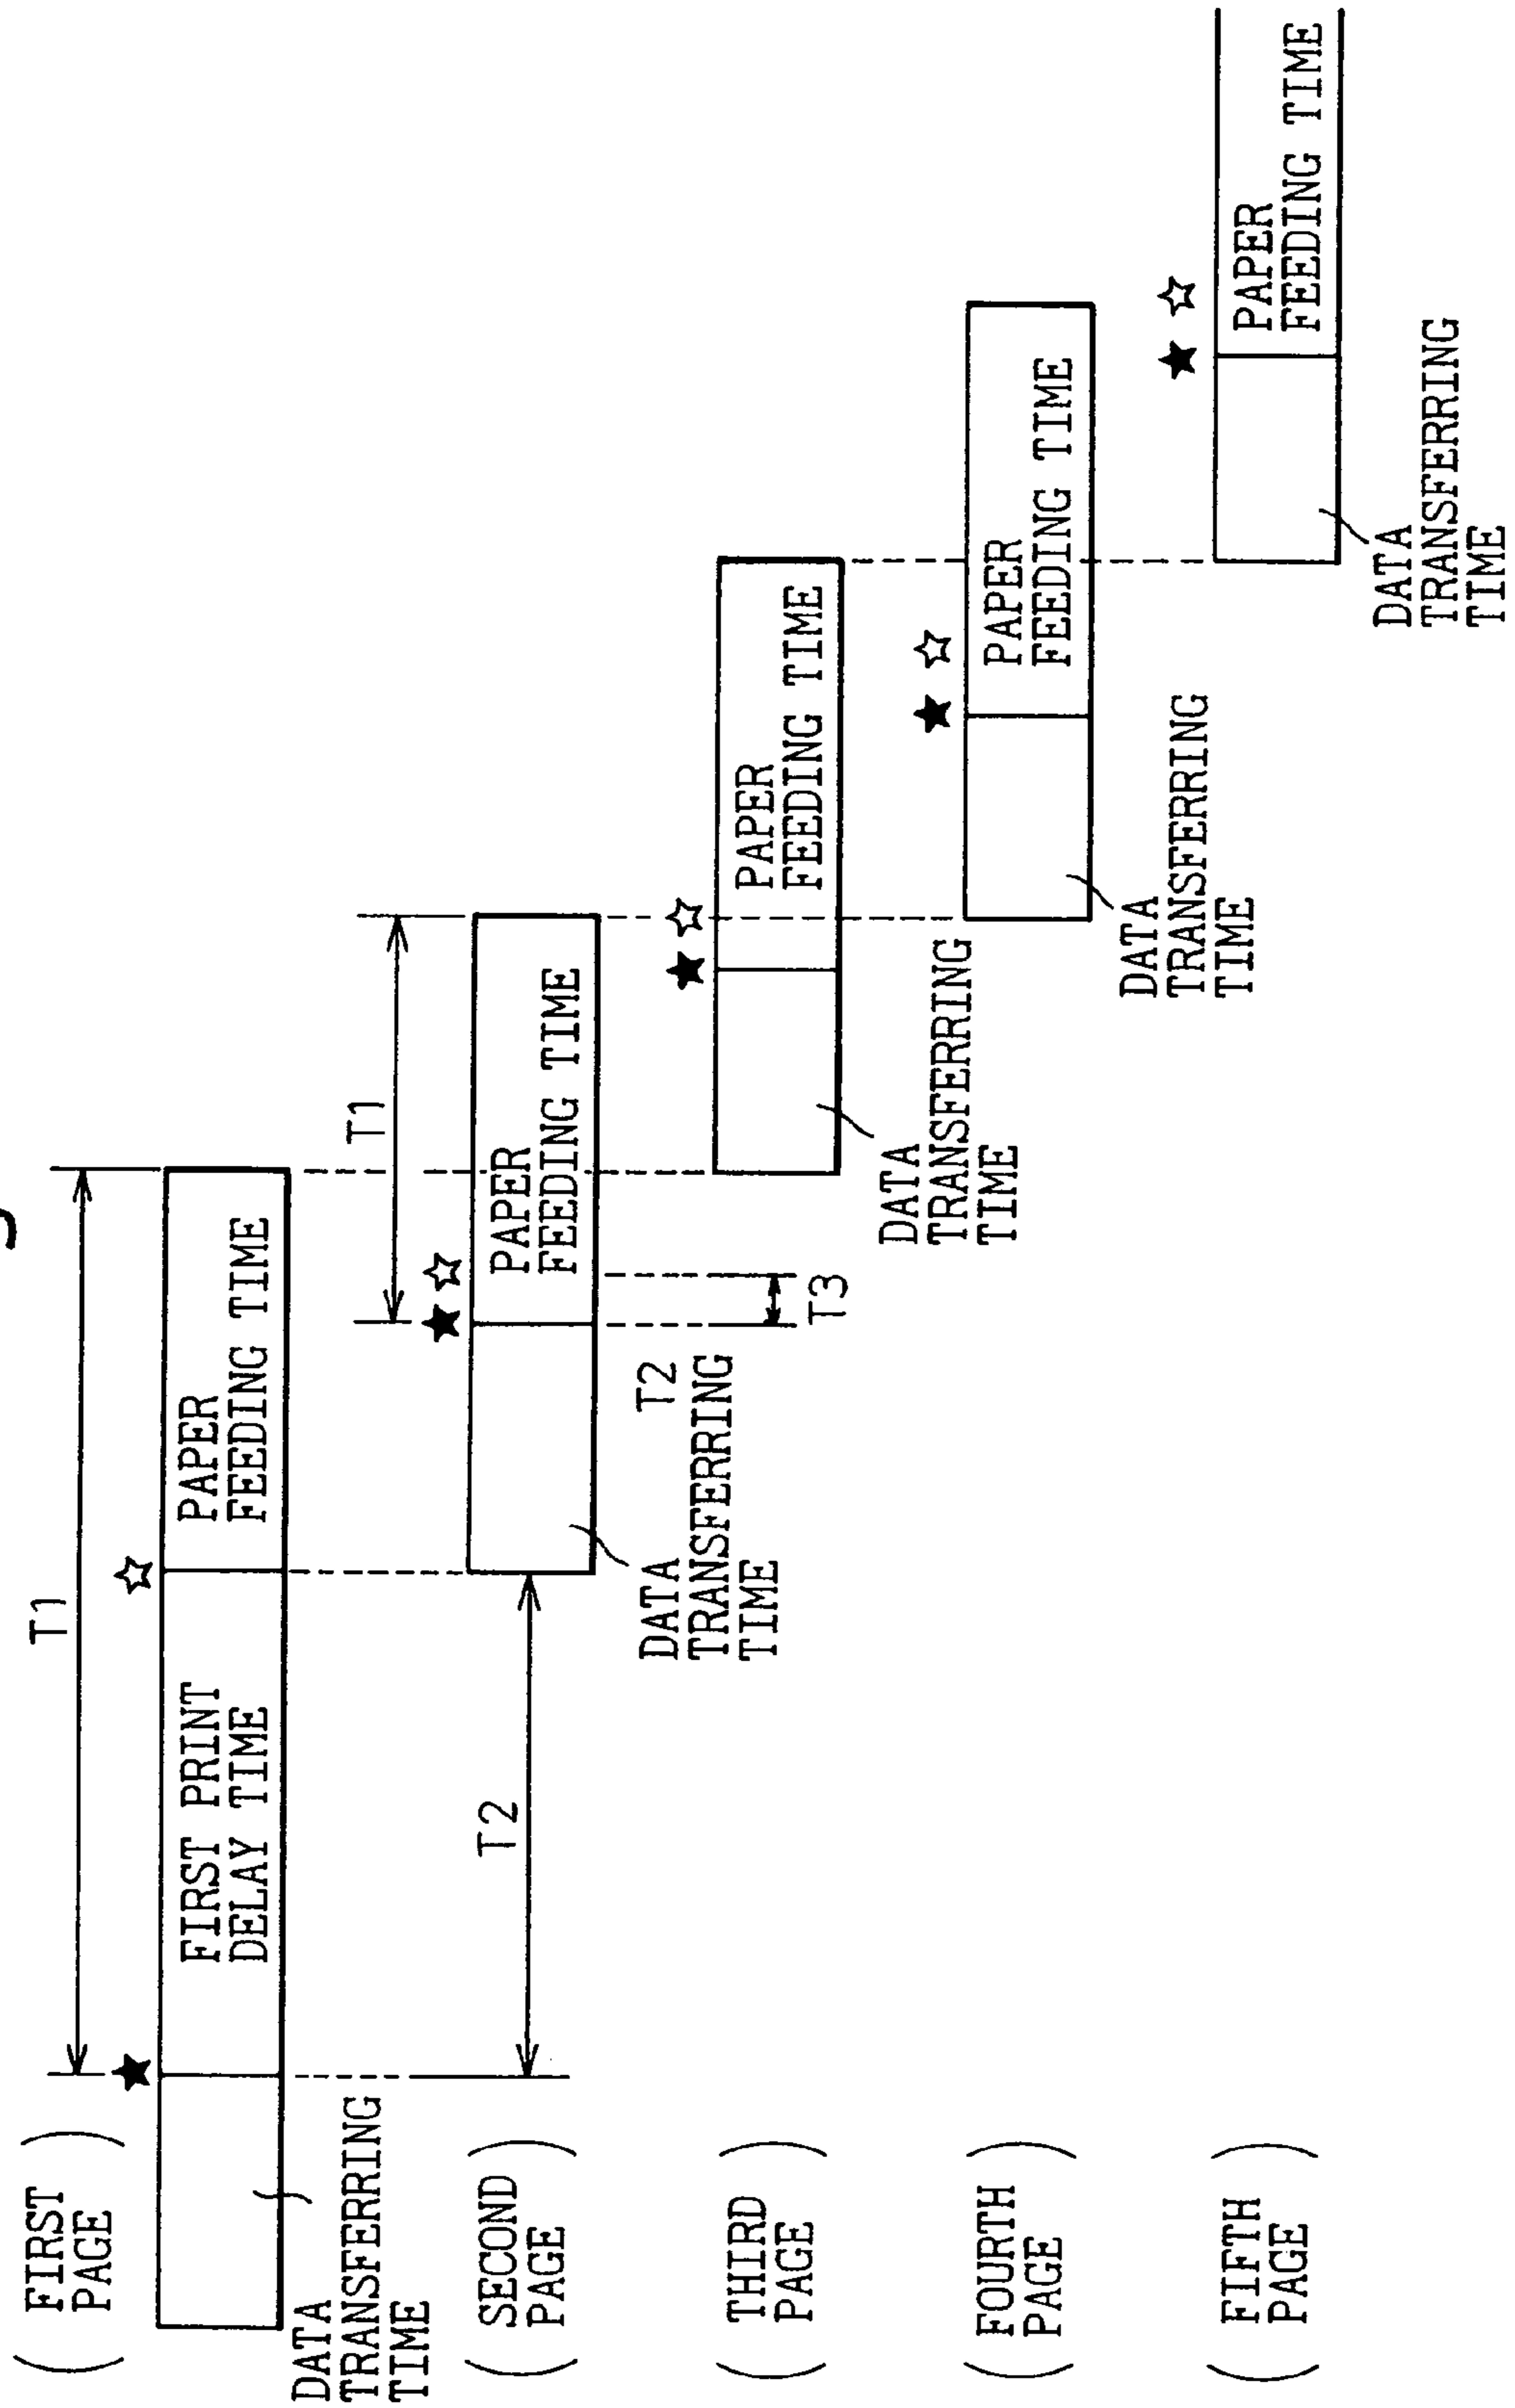 (FIRST
PAGE)
T1
DATA
TRANSFERRING
TIME
FIRST PRINT
DELAY TIME
PAPER
FEEDING TIME
(SECOND
PAGE)
T2
T1
DATA
TRANSFERRING
TIME
T2
PAPER
FEEDING TIME
T3
(THIRD
PAGE)
DATA
TRANSFERRING
TIME
PAPER
FEEDING TIME
(FOURTH
PAGE)
DATA
TRANSFERRING
TIME
PAPER
FEEDING TIME
(FIFTH
PAGE)
DATA
TRANSFERRING
TIME
PAPER
FEEDING TIME